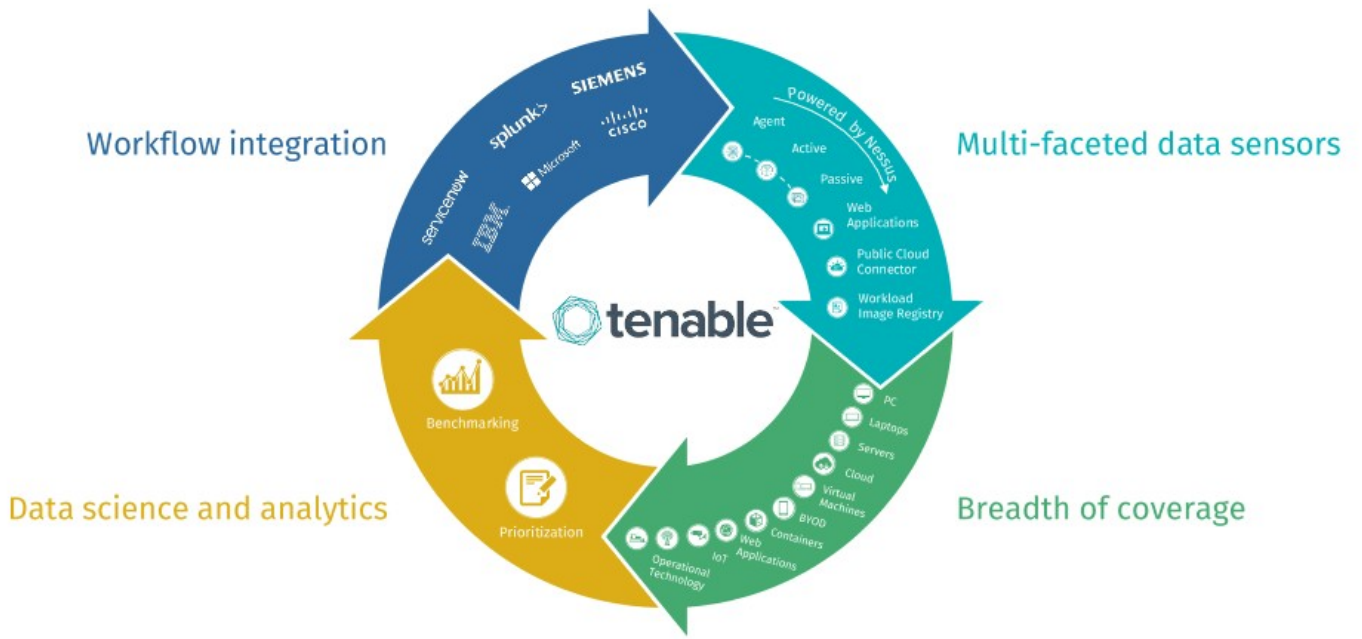 Workflow integration
servicenow
splunk>
SIEMENS
IBM
Microsoft
CISCO
Powered by Nessus
Agent
Active
Passive
Web
Applications
Public Cloud
Connector
Workload
Image Registry
Multi-faceted data sensors
tenable
PC
Laptops
Servers
Cloud
Virtual
Machines
BYOD
Containers
Web
Applications
IoT
Operational
Technology
Breadth of coverage
Benchmarking
Prioritization
Data science and analytics